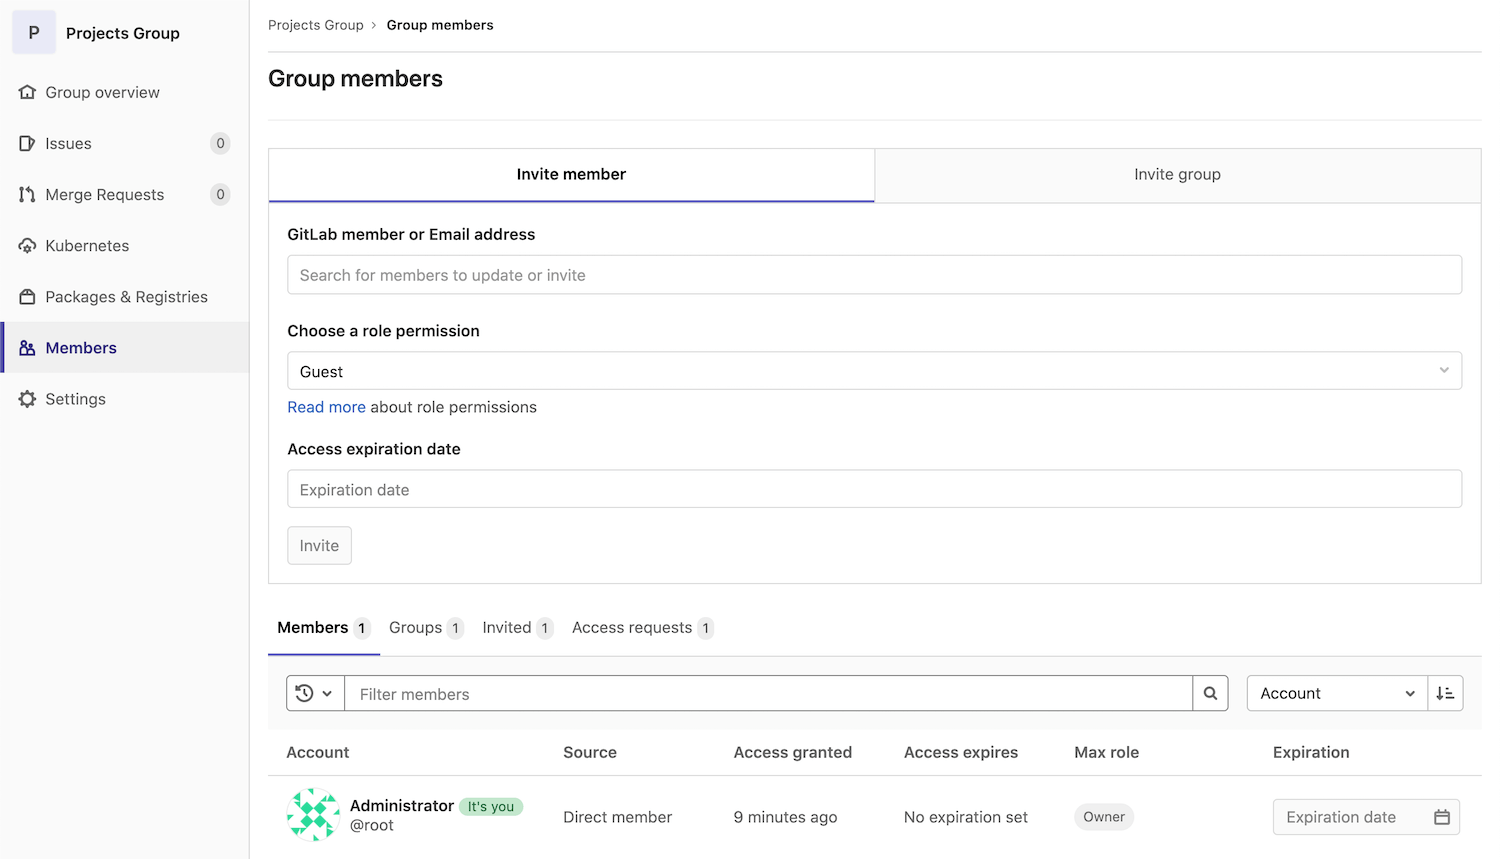 P Projects Group
Group overview
Issues 0
Merge Requests 0
Kubernetes
Packages & Registries
Members
Settings
Projects Group › Group members
Group members
Invite member Invite group
GitLab member or Email address
Search for members to update or invite
Choose a role permission
Guest
Read more about role permissions
Access expiration date
Expiration date
Invite
Members 1 Groups 1 Invited 1 Access requests 1
Filter members Account
Account Source Access granted Access expires Max role Expiration
Administrator It's you
@root Direct member 9 minutes ago No expiration set Owner Expiration date